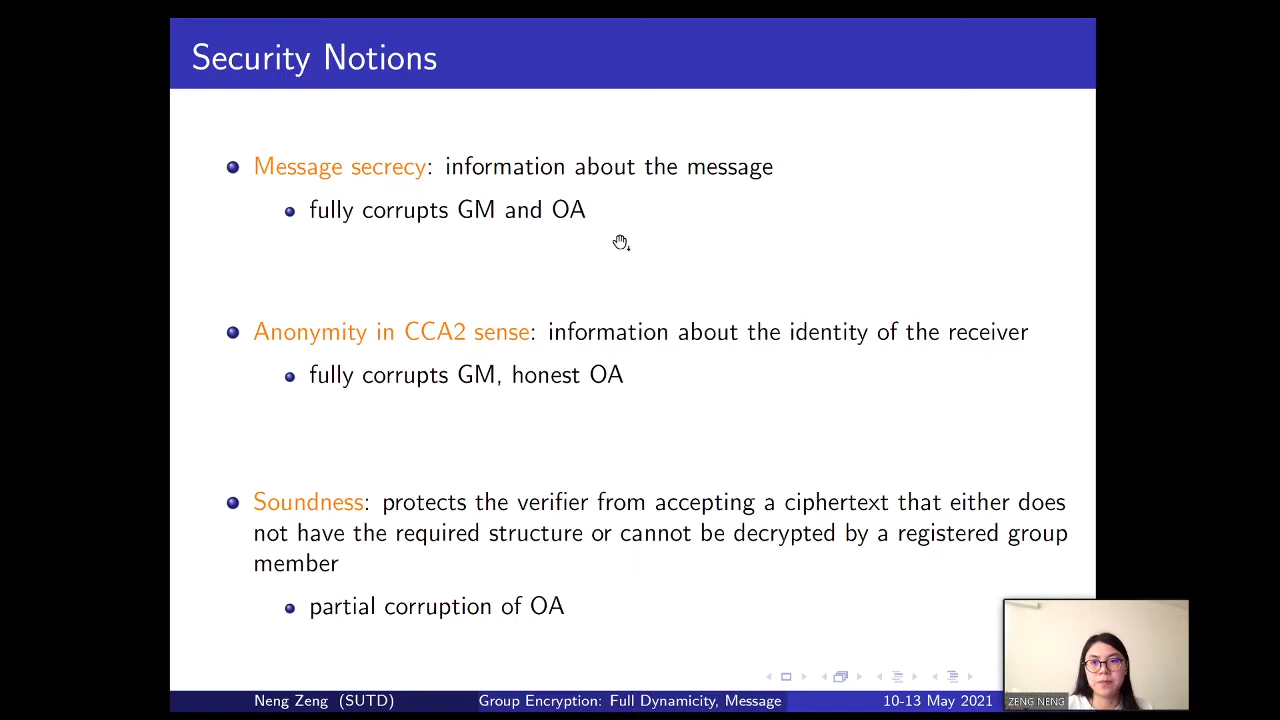 Security Notions
Message secrecy: information about the message
fully corrupts GM and OA
Anonymity in CCA2 sense: information about the identity of the receiver
fully corrupts GM, honest OA
Soundness: protects the verifier from accepting a ciphertext that either does
not have the required structure or cannot be decrypted by a registered group
member
partial corruption of OA
Neng Zeng (SUTD) Group Encryption: Full Dynamicity, Message 10-13 May 2021
ZENG NENG